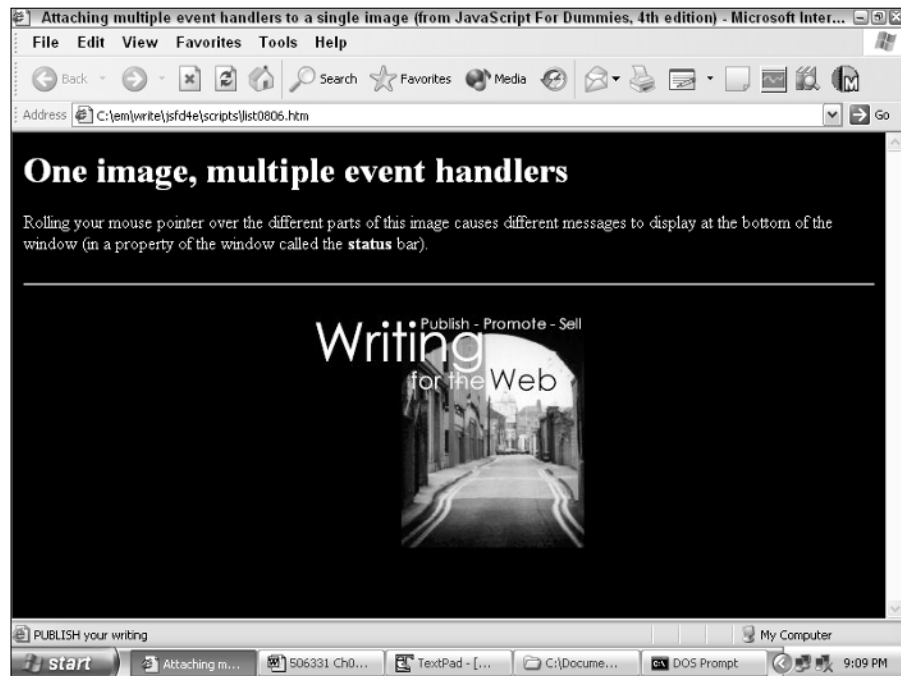 Attaching multiple event handlers to a single image (from JavaScript For Dummies, 4th edition) - Microsoft Inter...
File Edit View Favorites Tools Help
Back Search Favorites Media
Address C:\em\write\jsfd4e\scripts\list0806.htm Go
One image, multiple event handlers
Rolling your mouse pointer over the different parts of this image causes different messages to display at the bottom of the
window (in a property of the window called the status bar).
Publish - Promote - Sell
Writing
for the Web
PUBLISH your writing My Computer
start Attaching m... 506331 Ch0... TextPad - [... C:\Docume... DOS Prompt 9:09 PM